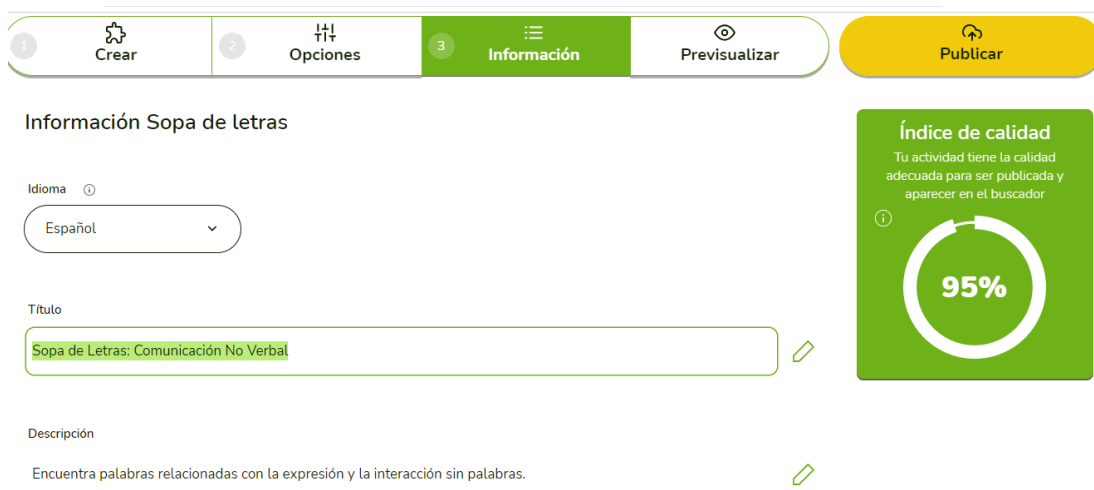 1 Crear
2 Opciones
3 Información
Previsualizar
Publicar
Información Sopa de letras
Índice de calidad
Tu actividad tiene la calidad
adecuada para ser publicada y
aparecer en el buscador
Idioma
Español
95%
Título
Sopa de Letras: Comunicación No Verbal
Descripción
Encuentra palabras relacionadas con la expresión y la interacción sin palabras.